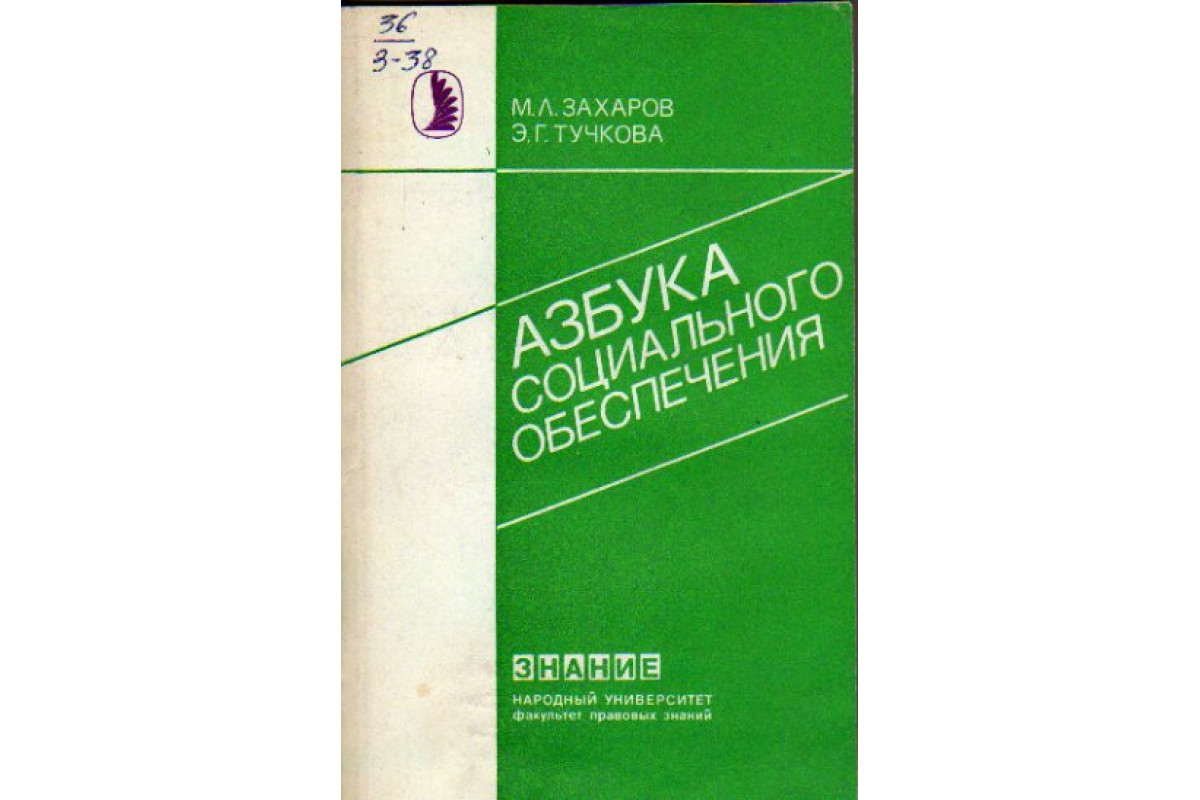 36
З-38
М.Л. ЗАХАРОВ
Э.Г. ТУЧКОВА
АЗБУКА
СОЦИАЛЬНОГО
ОБЕСПЕЧЕНИЯ
ЗНАНИЕ
НАРОДНЫЙ УНИВЕРСИТЕТ
факультет правовых знаний